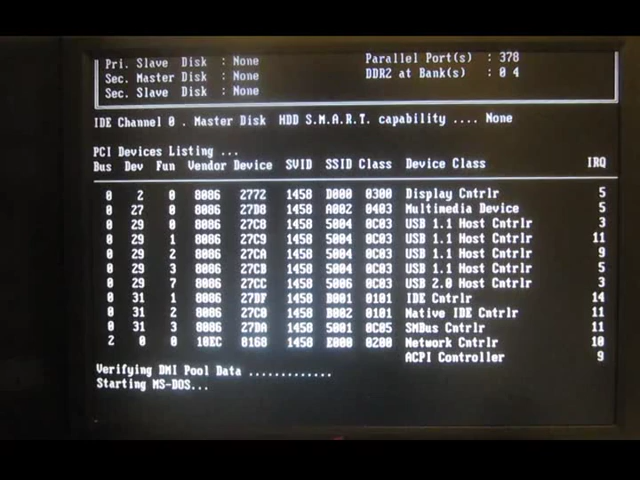 Pri. Slave Disk : None Parallel Port(s) : 378
Sec. Master Disk : None DDR2 at Bank(s) : 0 4
Sec. Slave Disk : None
IDE Channel 0 . Master Disk HDD S.M.A.R.T. capability .... None
PCI Devices Listing ...
Bus Dev Fun Vendor Device SVID SSID Class Device Class IRQ
0 2 0 8086 2772 1458 D000 0300 Display Cntrlr 5
0 27 0 8086 27D8 1458 A002 0403 Multimedia Device 5
0 29 0 8086 27C8 1458 5004 0C03 USB 1.1 Host Cntrlr 3
0 29 1 8086 27C9 1458 5004 0C03 USB 1.1 Host Cntrlr 11
0 29 2 8086 27CA 1458 5004 0C03 USB 1.1 Host Cntrlr 9
0 29 3 8086 27CB 1458 5004 0C03 USB 1.1 Host Cntrlr 5
0 29 7 8086 27CC 1458 5006 0C03 USB 2.0 Host Cntrlr 3
0 31 1 8086 27DF 1458 B001 0101 IDE Cntrlr 14
0 31 2 8086 27C0 1458 B002 0101 Native IDE Cntrlr 11
0 31 3 8086 27DA 1458 5001 0C05 SMBus Cntrlr 11
2 0 0 10EC 8168 1458 E000 0200 Network Cntrlr 10
ACPI Controller 9
Verifying DMI Pool Data .............
Starting MS-DOS...